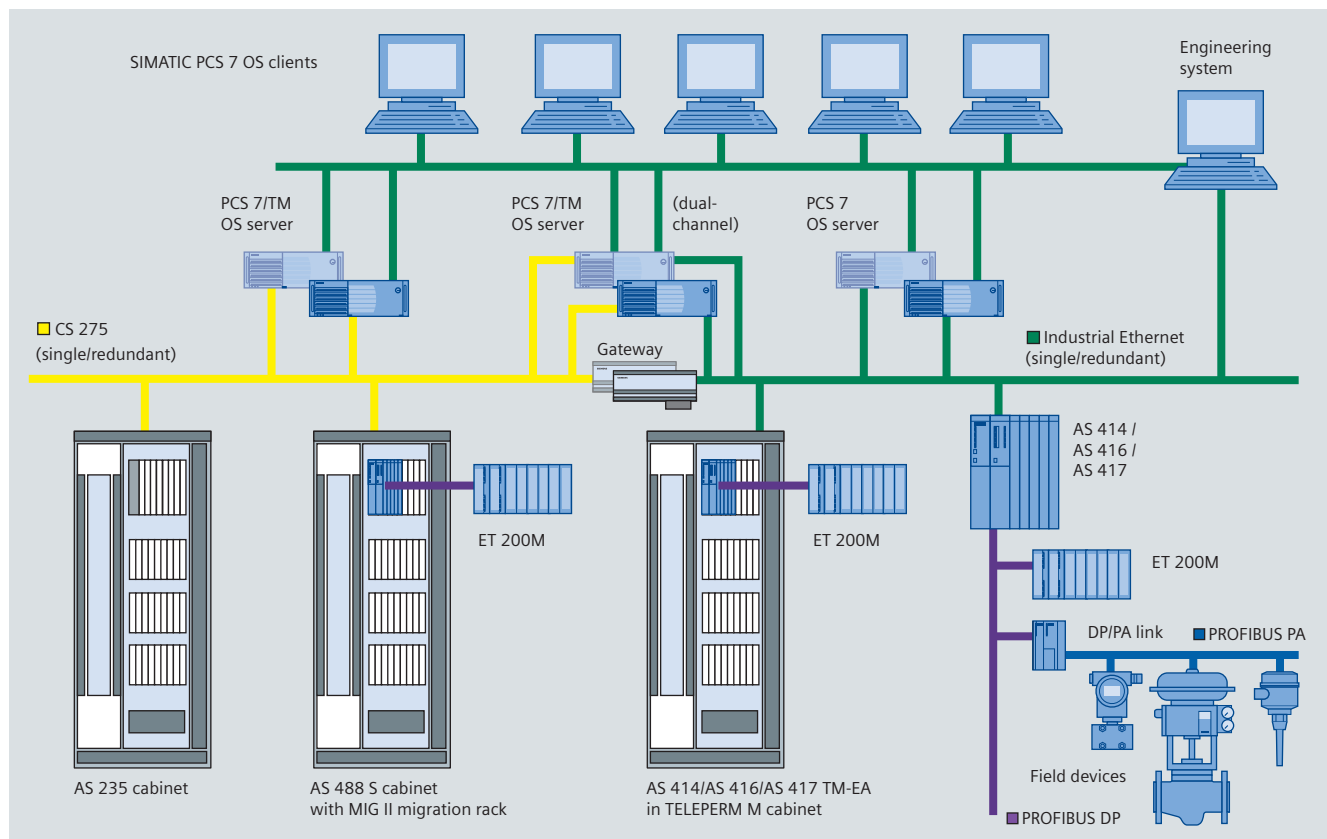 SIMATIC PCS 7 OS clients
Engineering
system
PCS 7/TM
OS server
PCS 7/TM
OS server
(dual-
channel)
PCS 7
OS server
CS 275
(single/redundant)
Gateway
Industrial Ethernet
(single/redundant)
AS 414 /
AS 416 /
AS 417
ET 200M
ET 200M
ET 200M
DP/PA link
PROFIBUS PA
Field devices
PROFIBUS DP
AS 235 cabinet
AS 488 S cabinet
with MIG II migration rack
AS 414/AS 416/AS 417 TM-EA
in TELEPERM M cabinet